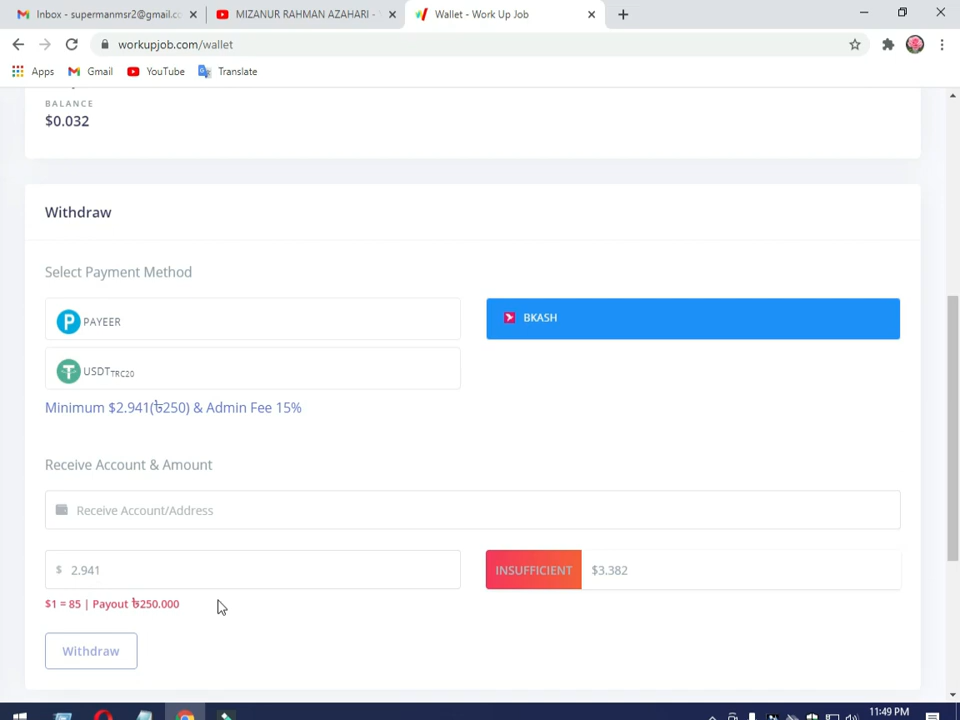 Inbox - supermanmsr2@gmail.co
MIZANUR RAHMAN AZAHARI -
Wallet - Work Up Job
workupjob.com/wallet
Apps
Gmail
YouTube
Translate
BALANCE
$0.032
Withdraw
Select Payment Method
PAYEER
BKASH
USDTTRC20
Minimum $2.941(৳250) & Admin Fee 15%
Receive Account & Amount
Receive Account/Address
$ 2.941
INSUFFICIENT $3.382
$1 = 85 | Payout ৳250.000
Withdraw
11:49 PM